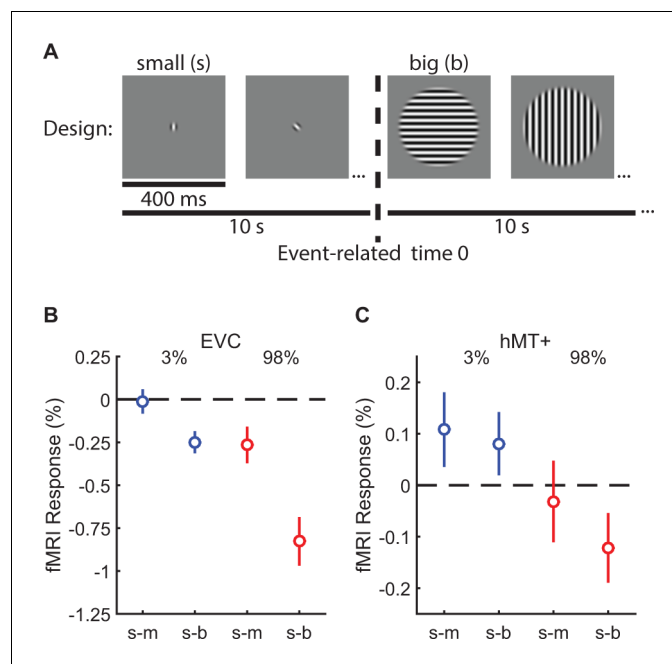 A
small (s) big (b)
Design:
... ...
400 ms
10 s 10 s ...
Event-related time 0
B C
EVC hMT+
3% 98% 3% 98%
fMRI Response (%)
0.25
0
-0.25
-0.5
-0.75
-1
-1.25
s-m s-b s-m s-b
fMRI Response (%)
0.2
0.1
0
-0.1
-0.2
s-m s-b s-m s-b